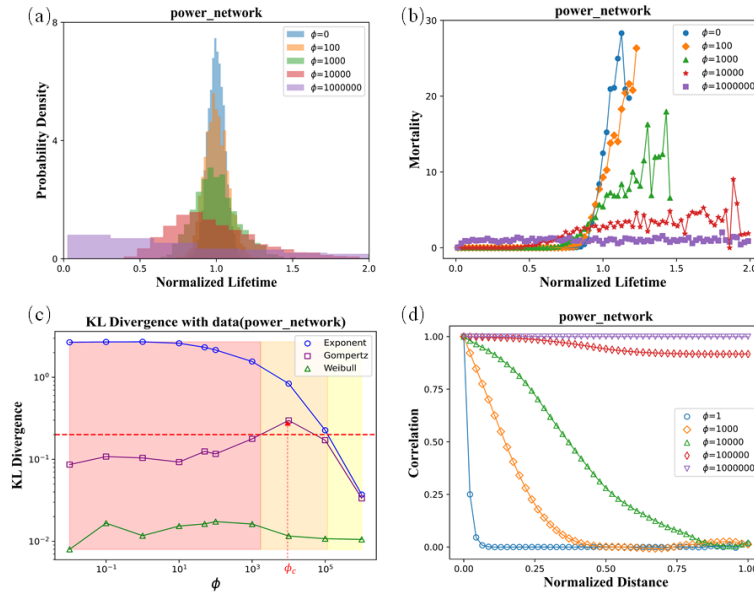 (a)
power_network
Probability Density
8
4
0
0.0 0.5 1.0 1.5 2.0
Normalized Lifetime
ϕ=0
ϕ=100
ϕ=1000
ϕ=10000
ϕ=1000000
(b)
power_network
Mortality
30
20
10
0
0.0 0.5 1.0 1.5 2.0
Normalized Lifetime
ϕ=0
ϕ=100
ϕ=1000
ϕ=10000
ϕ=1000000
(c)
KL Divergence with data(power_network)
KL Divergence
10⁰
10⁻¹
10⁻²
10⁻¹ 10¹ 10³ ϕc 10⁵
ϕ
Exponent
Gompertz
Weibull
(d)
power_network
Correlation
1.00
0.75
0.50
0.25
0.00
0.00 0.25 0.50 0.75 1.00
Normalized Distance
ϕ=1
ϕ=1000
ϕ=10000
ϕ=100000
ϕ=1000000